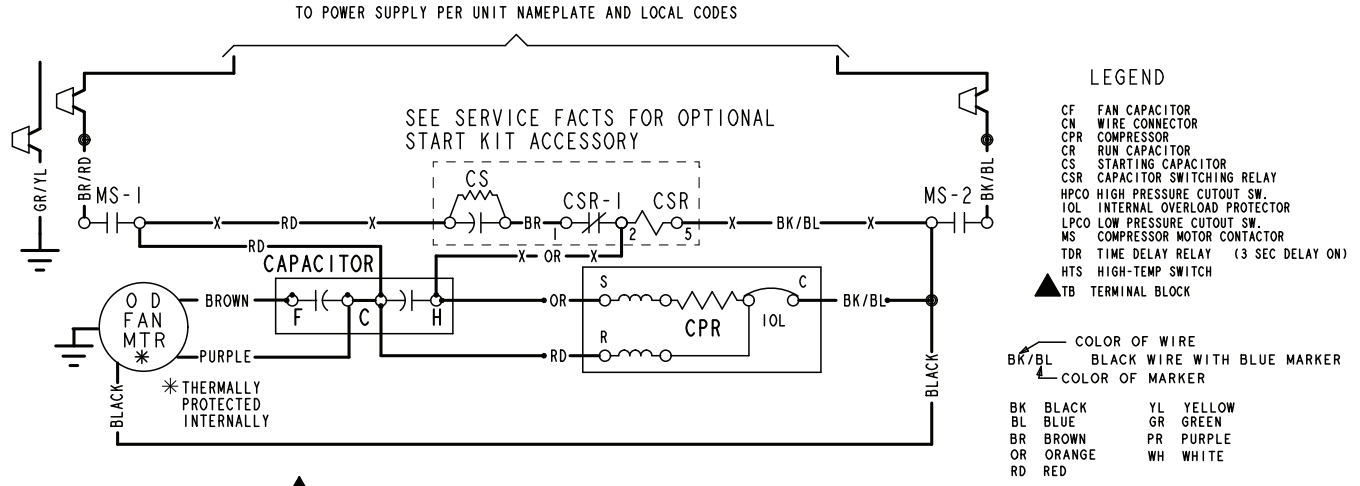 TO POWER SUPPLY PER UNIT NAMEPLATE AND LOCAL CODES
SEE SERVICE FACTS FOR OPTIONAL
START KIT ACCESSORY
GR/YL
BR/RD
MS-1
X RD X
CS
BR
1
CSR-1
2
CSR
5
X BK/BL X
MS-2
BK/BL
RD
X OR X
CAPACITOR
F C H
O D
FAN
MTR
*
BROWN
PURPLE
BLACK
* THERMALLY
PROTECTED
INTERNALLY
OR
RD
S
R
CPR
IOL
C
BK/BL
BLACK
LEGEND
CF FAN CAPACITOR
CN WIRE CONNECTOR
CPR COMPRESSOR
CR RUN CAPACITOR
CS STARTING CAPACITOR
CSR CAPACITOR SWITCHING RELAY
HPCO HIGH PRESSURE CUTOUT SW.
IOL INTERNAL OVERLOAD PROTECTOR
LPCO LOW PRESSURE CUTOUT SW.
MS COMPRESSOR MOTOR CONTACTOR
TDR TIME DELAY RELAY (3 SEC DELAY ON)
HTS HIGH-TEMP SWITCH
TB TERMINAL BLOCK
COLOR OF WIRE
BK/BL BLACK WIRE WITH BLUE MARKER
COLOR OF MARKER
BK BLACK YL YELLOW
BL BLUE GR GREEN
BR BROWN PR PURPLE
OR ORANGE WH WHITE
RD RED